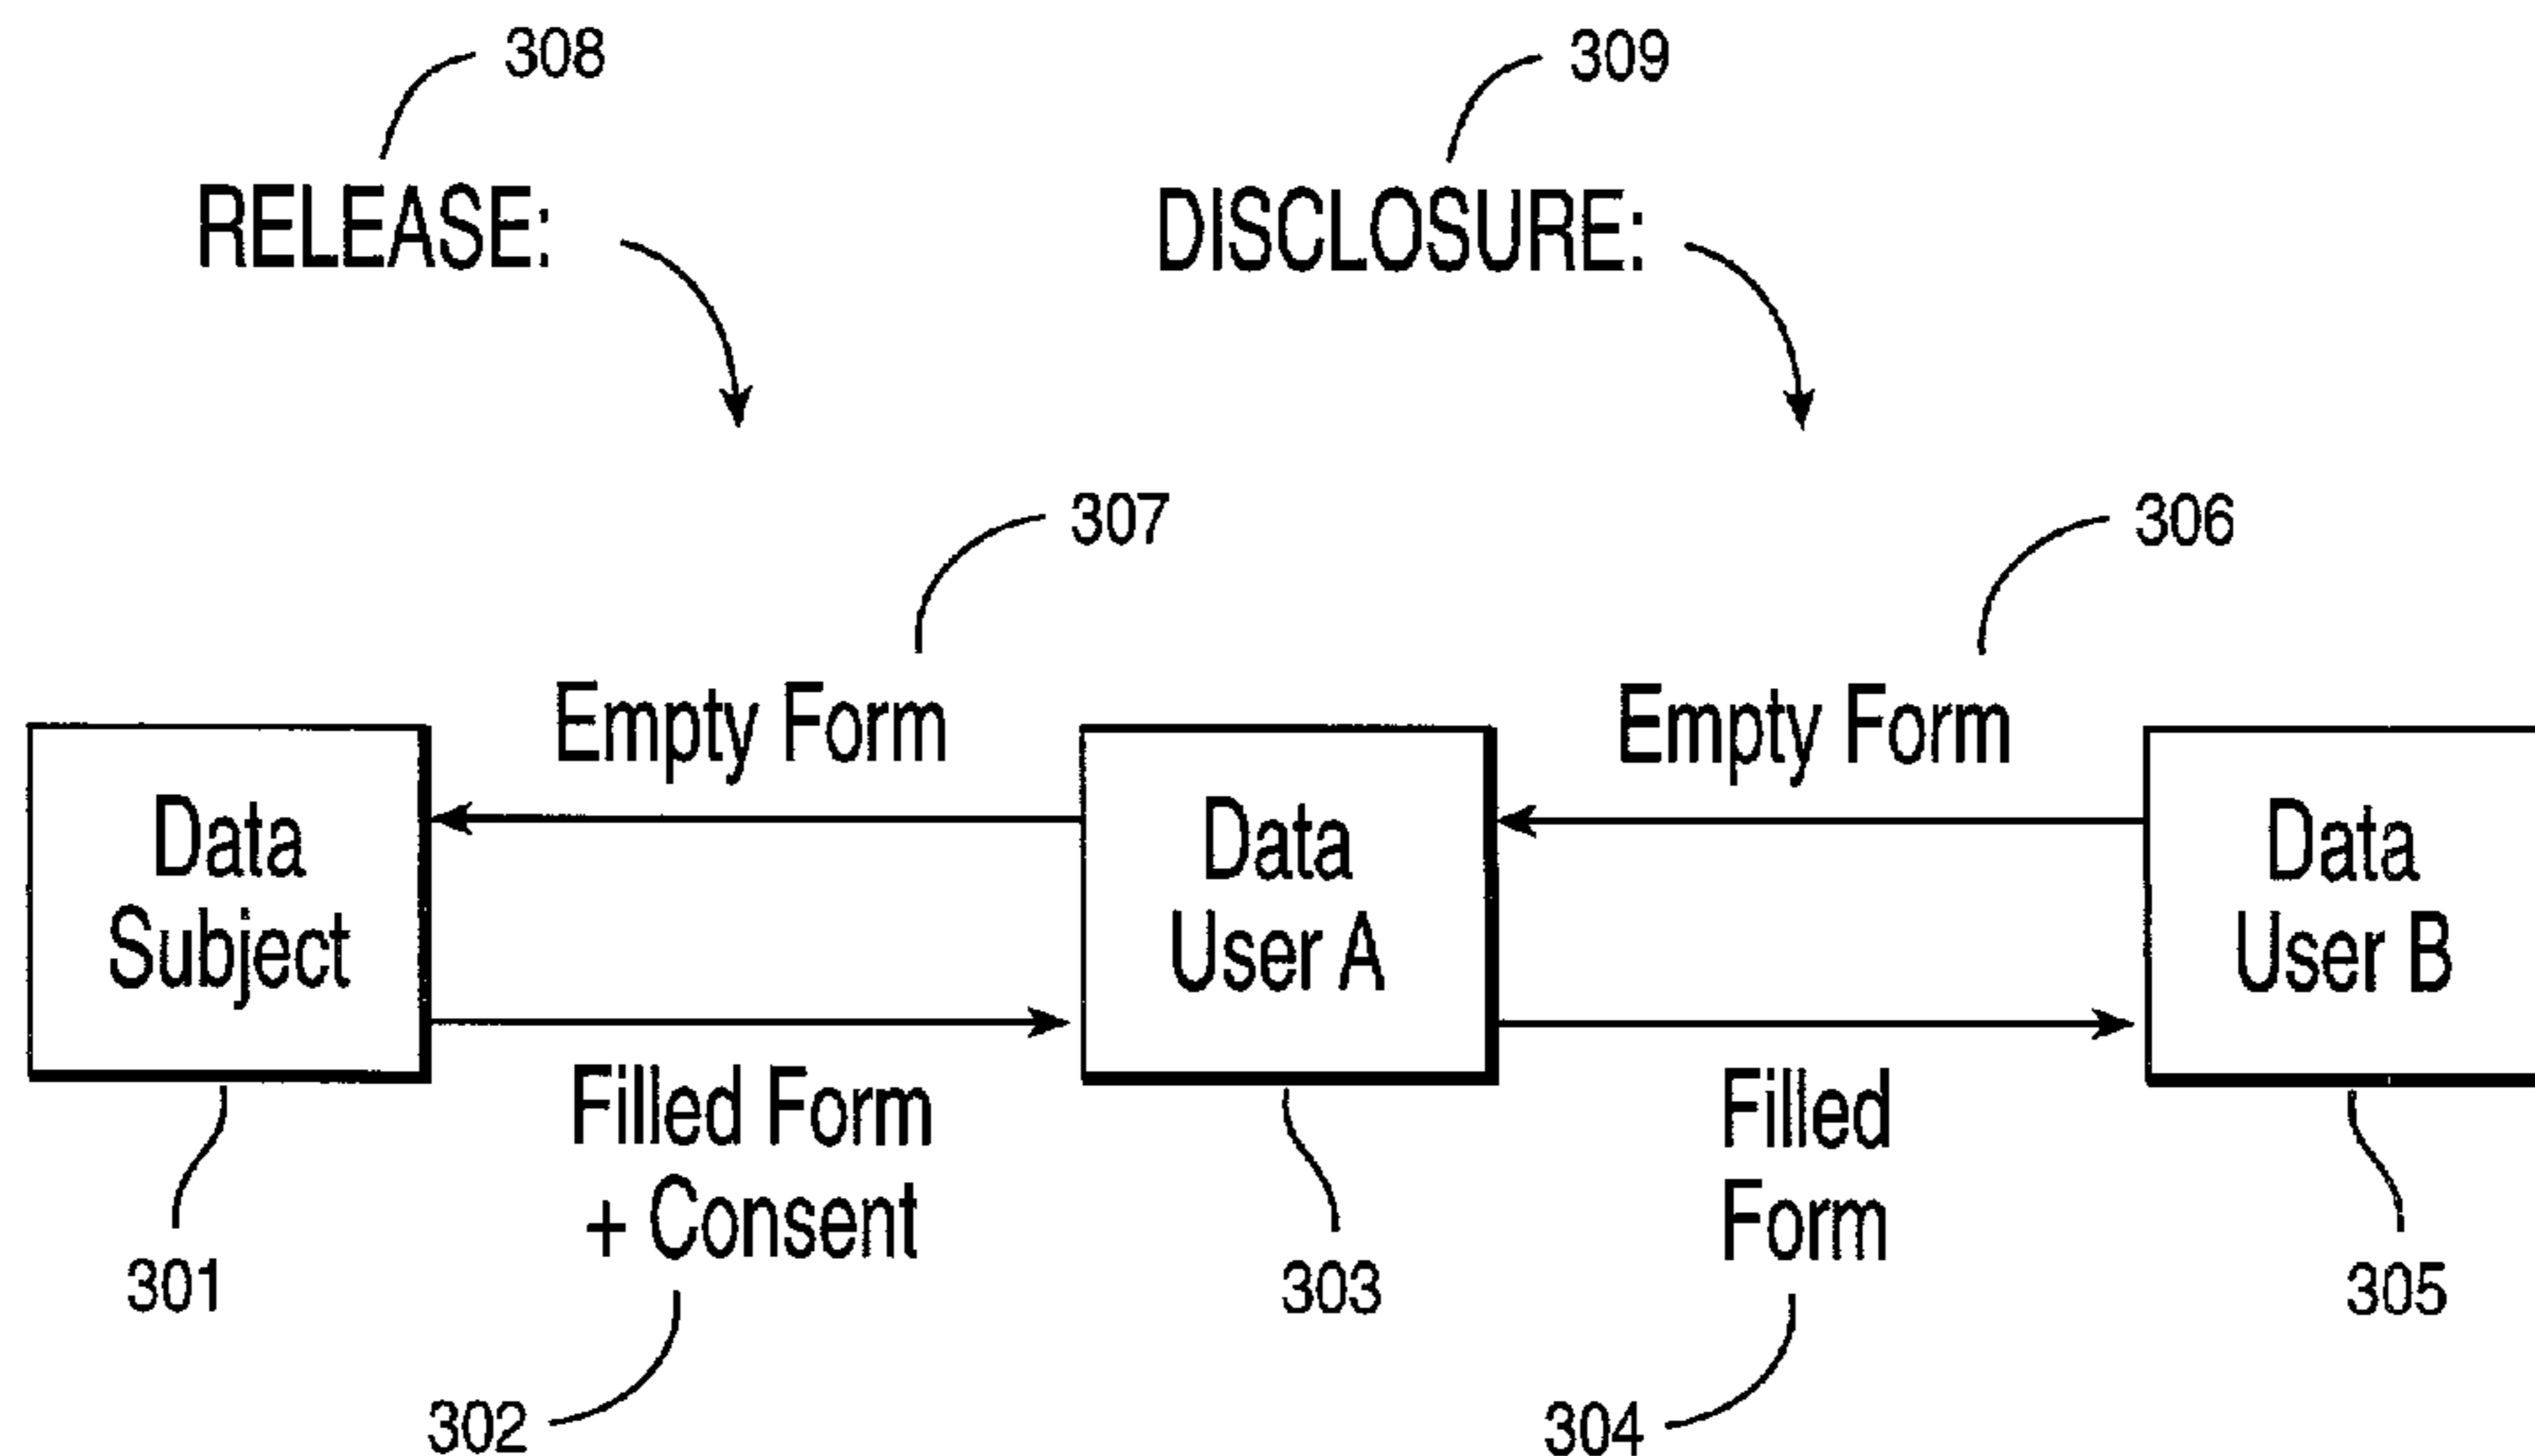 308
309
RELEASE:
DISCLOSURE:
307
306
Empty Form
Empty Form
Data
Subject
Data
User A
Data
User B
Filled Form
+ Consent
Filled
Form
301
303
305
302
304